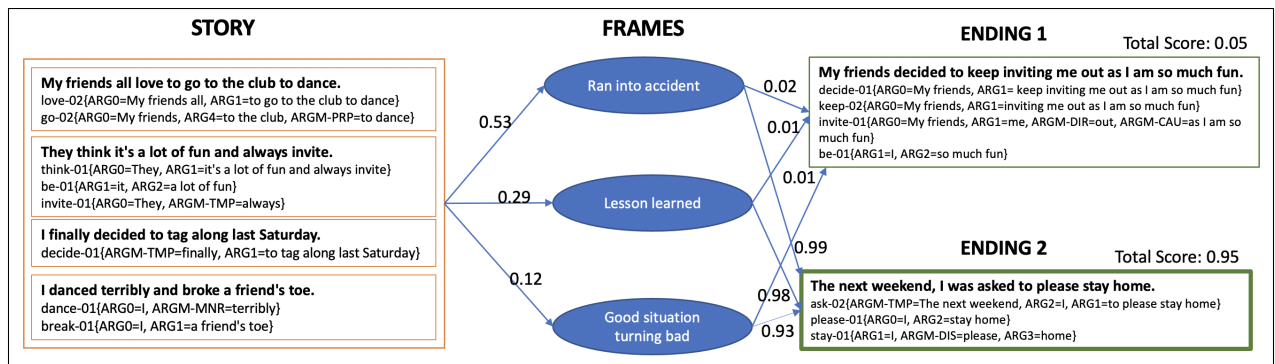 STORY
My friends all love to go to the club to dance.
love-02{ARG0=My friends all, ARG1=to go to the club to dance}
go-02{ARG0=My friends, ARG4=to the club, ARGM-PRP=to dance}
They think it's a lot of fun and always invite.
think-01{ARG0=They, ARG1=it's a lot of fun and always invite}
be-01{ARG1=it, ARG2=a lot of fun}
invite-01{ARG0=They, ARGM-TMP=always}
I finally decided to tag along last Saturday.
decide-01{ARGM-TMP=finally, ARG1=to tag along last Saturday}
I danced terribly and broke a friend's toe.
dance-01{ARG0=I, ARGM-MNR=terribly}
break-01{ARG0=I, ARG1=a friend's toe}
0.53
0.29
0.12
FRAMES
Ran into accident
Lesson learned
Good situation
turning bad
0.02
0.01
0.01
0.99
0.98
0.93
ENDING 1
Total Score: 0.05
My friends decided to keep inviting me out as I am so much fun.
decide-01{ARG0=My friends, ARG1= keep inviting me out as I am so much fun}
keep-02{ARG0=My friends, ARG1=inviting me out as I am so much fun}
invite-01{ARG0=My friends, ARG1=me, ARGM-DIR=out, ARGM-CAU=as I am so
much fun}
be-01{ARG1=I, ARG2=so much fun}
ENDING 2
Total Score: 0.95
The next weekend, I was asked to please stay home.
ask-02{ARGM-TMP=The next weekend, ARG2=I, ARG1=to please stay home}
please-01{ARG0=I, ARG2=stay home}
stay-01{ARG1=I, ARGM-DIS=please, ARG3=home}